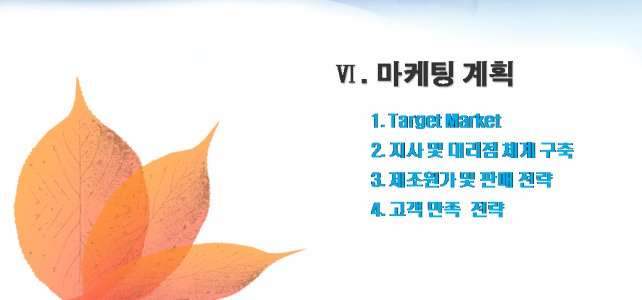 Ⅵ. 마케팅 계획
1. Target Market
2. 지사 및 대리점 체계 구축
3. 제조원가 및 판매 전략
4. 고객 만족 전략